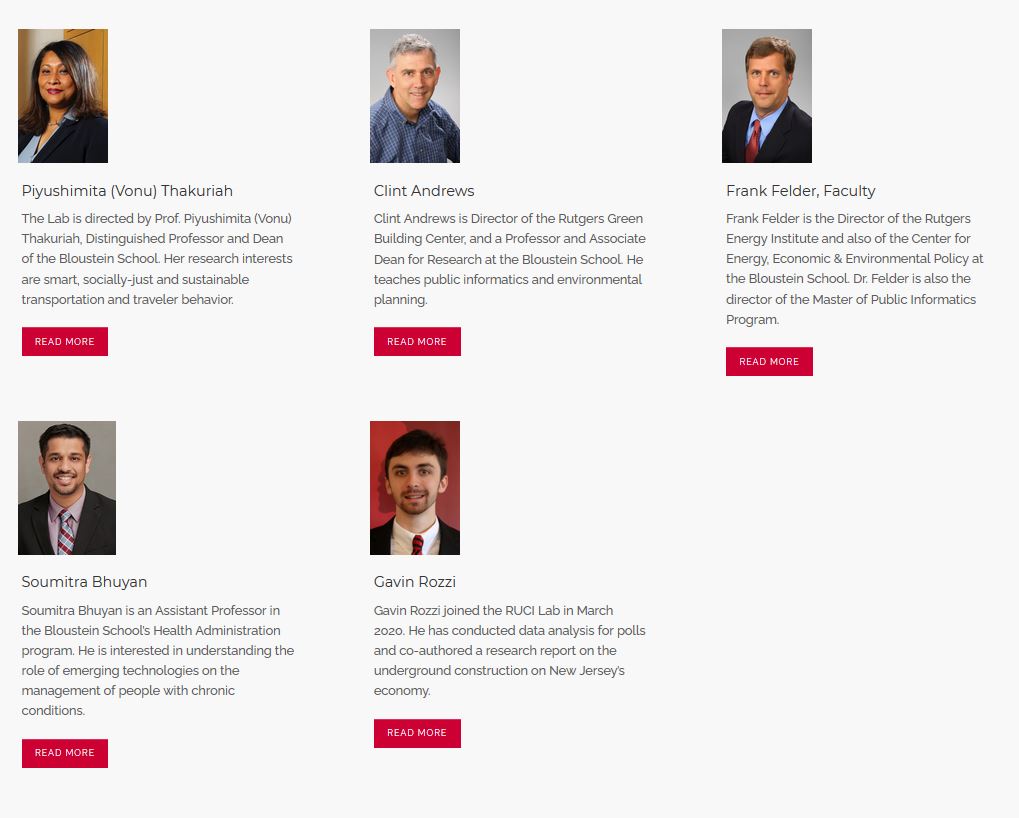 Piyushimita (Vonu) Thakuriah
The Lab is directed by Prof. Piyushimita (Vonu)
Thakuriah, Distinguished Professor and Dean
of the Bloustein School. Her research interests
are smart, socially-just and sustainable
transportation and traveler behavior.
READ MORE
Clint Andrews
Clint Andrews is Director of the Rutgers Green
Building Center, and a Professor and Associate
Dean for Research at the Bloustein School. He
teaches public informatics and environmental
planning.
READ MORE
Frank Felder, Faculty
Frank Felder is the Director of the Rutgers
Energy Institute and also of the Center for
Energy, Economic & Environmental Policy at
the Bloustein School. Dr. Felder is also the
director of the Master of Public Informatics
Program.
READ MORE
Soumitra Bhuyan
Soumitra Bhuyan is an Assistant Professor in
the Bloustein School's Health Administration
program. He is interested in understanding the
role of emerging technologies on the
management of people with chronic
conditions.
READ MORE
Gavin Rozzi
Gavin Rozzi joined the RUCI Lab in March
2020. He has conducted data analysis for polls
and co-authored a research report on the
underground construction on New Jersey's
economy.
READ MORE